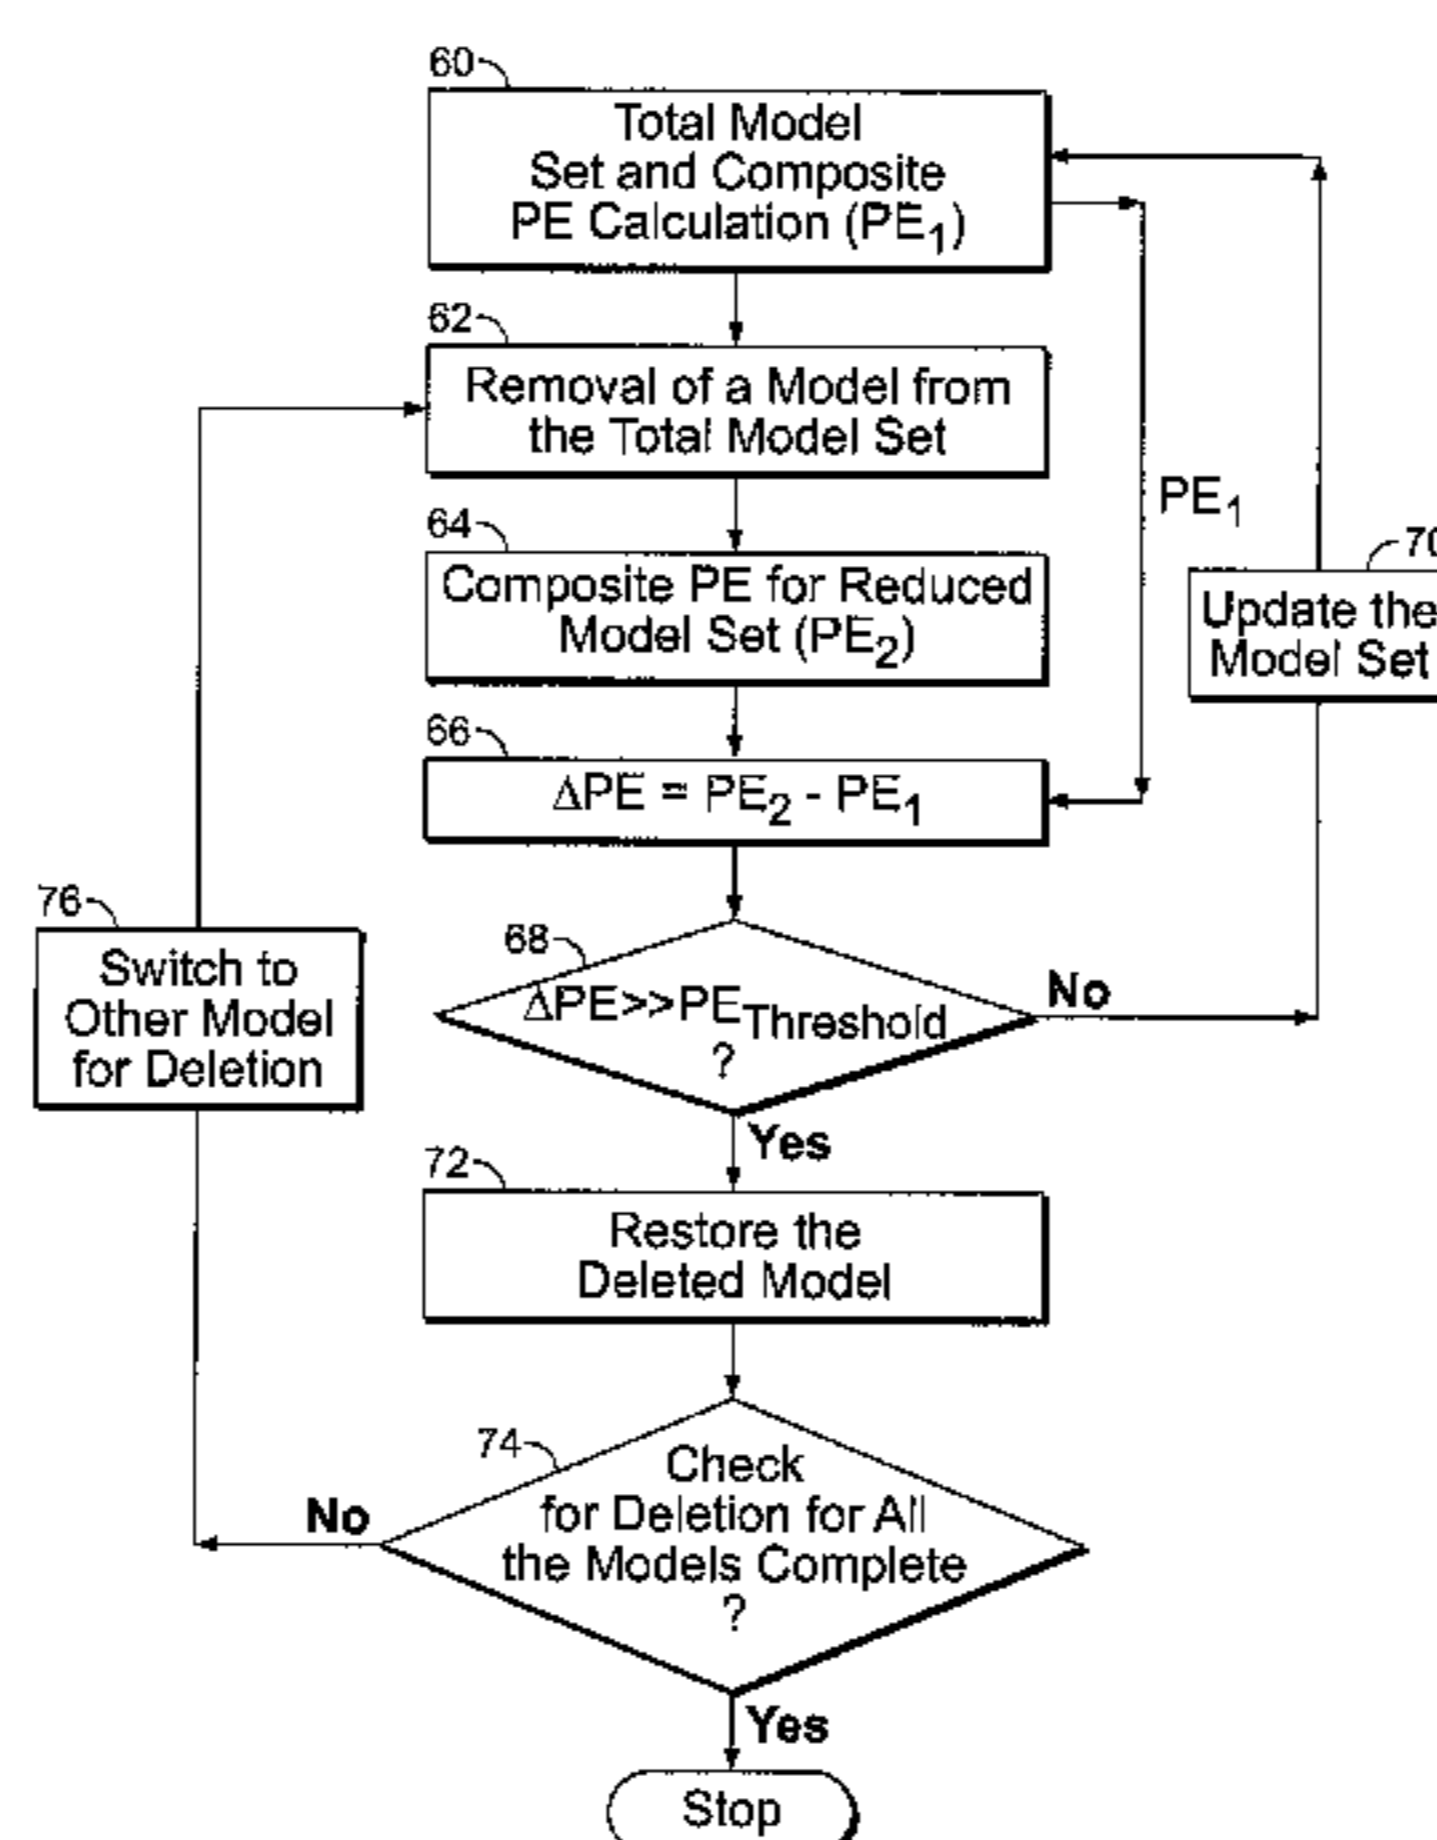 60
Total Model
Set and Composite
PE Calculation (PE1)
62
Removal of a Model from
the Total Model Set
PE1
64
Composite PE for Reduced
Model Set (PE2)
70
Update the
Model Set
66
ΔPE = PE2 - PE1
76
Switch to
Other Model
for Deletion
68
ΔPE>>PEThreshold
?
No
Yes
72
Restore the
Deleted Model
74
Check
for Deletion for All
the Models Complete
?
No
Yes
Stop